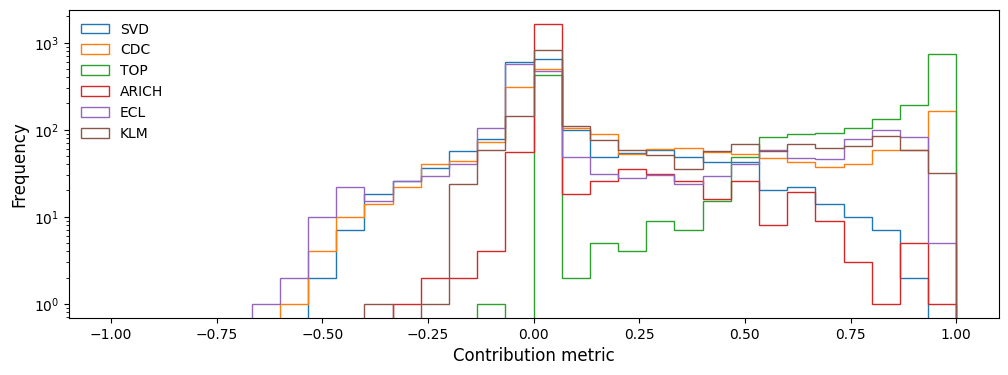 SVD
CDC
TOP
ARICH
ECL
KLM
Frequency
10³
10²
10¹
10⁰
−1.00 −0.75 −0.50 −0.25 0.00 0.25 0.50 0.75 1.00
Contribution metric